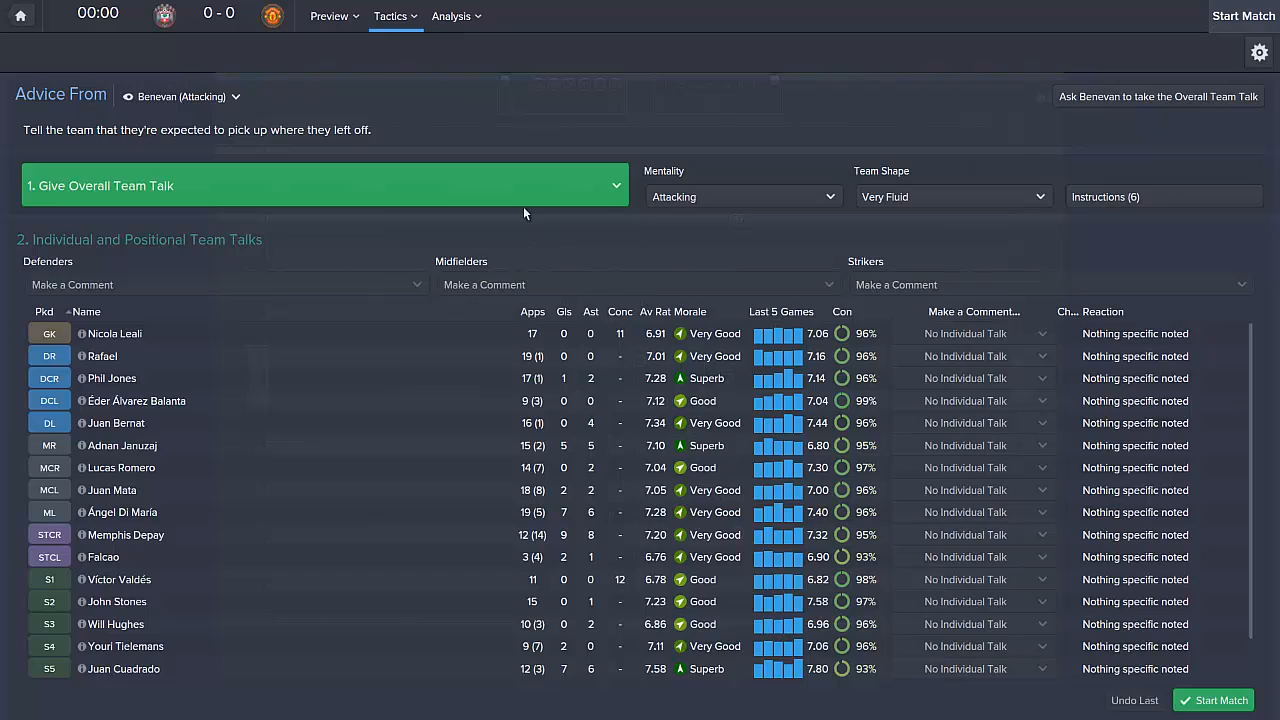 00:00 0 - 0 Preview Tactics Analysis Start Match
Advice From Benevan (Attacking) Ask Benevan to take the Overall Team Talk
Tell the team that they're expected to pick up where they left off.
Mentality Team Shape
1. Give Overall Team Talk Attacking Very Fluid Instructions (6)
2. Individual and Positional Team Talks
Defenders Midfielders Strikers
Make a Comment Make a Comment Make a Comment
Pkd Name Apps Gls Ast Conc Av Rat Morale Last 5 Games Con Make a Comment... Ch... Reaction
GK Nicola Leali 17 0 0 11 6.91 Very Good 7.06 96% No Individual Talk Nothing specific noted
DR Rafael 19 (1) 0 0 - 7.01 Very Good 7.16 96% No Individual Talk Nothing specific noted
DCR Phil Jones 17 (1) 1 2 - 7.28 Superb 7.14 96% No Individual Talk Nothing specific noted
DCL Éder Álvarez Balanta 9 (3) 0 0 - 7.12 Good 7.04 99% No Individual Talk Nothing specific noted
DL Juan Bernat 16 (1) 0 4 - 7.34 Very Good 7.44 96% No Individual Talk Nothing specific noted
MR Adnan Januzaj 15 (2) 5 5 - 7.10 Superb 6.80 95% No Individual Talk Nothing specific noted
MCR Lucas Romero 14 (7) 0 2 - 7.04 Good 7.30 97% No Individual Talk Nothing specific noted
MCL Juan Mata 18 (8) 2 2 - 7.05 Very Good 7.00 96% No Individual Talk Nothing specific noted
ML Ángel Di María 19 (5) 7 6 - 7.28 Very Good 7.40 96% No Individual Talk Nothing specific noted
STCR Memphis Depay 12 (14) 9 8 - 7.20 Very Good 7.32 95% No Individual Talk Nothing specific noted
STCL Falcao 3 (4) 2 1 - 6.76 Very Good 6.90 93% No Individual Talk Nothing specific noted
S1 Víctor Valdés 11 0 0 12 6.78 Good 6.82 98% No Individual Talk Nothing specific noted
S2 John Stones 15 0 1 - 7.23 Good 7.58 97% No Individual Talk Nothing specific noted
S3 Will Hughes 10 (3) 0 2 - 6.86 Good 6.96 96% No Individual Talk Nothing specific noted
S4 Youri Tielemans 9 (7) 2 0 - 7.11 Very Good 7.06 96% No Individual Talk Nothing specific noted
S5 Juan Cuadrado 12 (3) 7 6 - 7.58 Superb 7.80 93% No Individual Talk Nothing specific noted
Undo Last Start Match